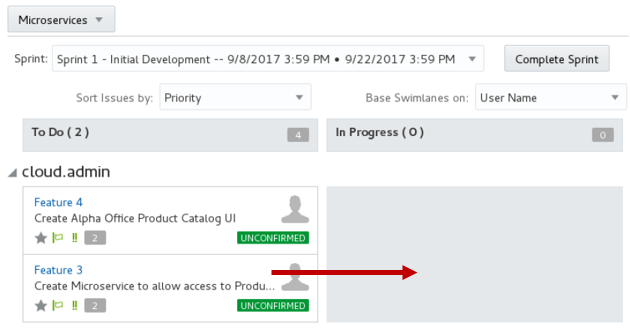 Microservices
Sprint: Sprint 1 - Initial Development -- 9/8/2017 3:59 PM • 9/22/2017 3:59 PM Complete Sprint
Sort Issues by: Priority Base Swimlanes on: User Name
To Do ( 2 ) 4 In Progress ( 0 ) 0
cloud.admin
Feature 4
Create Alpha Office Product Catalog UI
!! 2 UNCONFIRMED
Feature 3
Create Microservice to allow access to Produ...
!! 2 UNCONFIRMED